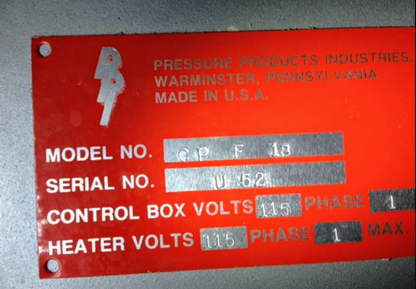 PRESSURE PRODUCTS INDUSTRIES.
WARMINSTER, PENNSYLVANIA
MADE IN U.S.A.
MODEL NO. GP F 18
SERIAL NO. U 52
CONTROL BOX VOLTS 115 PHASE 1
HEATER VOLTS 115 PHASE 1 MAX.